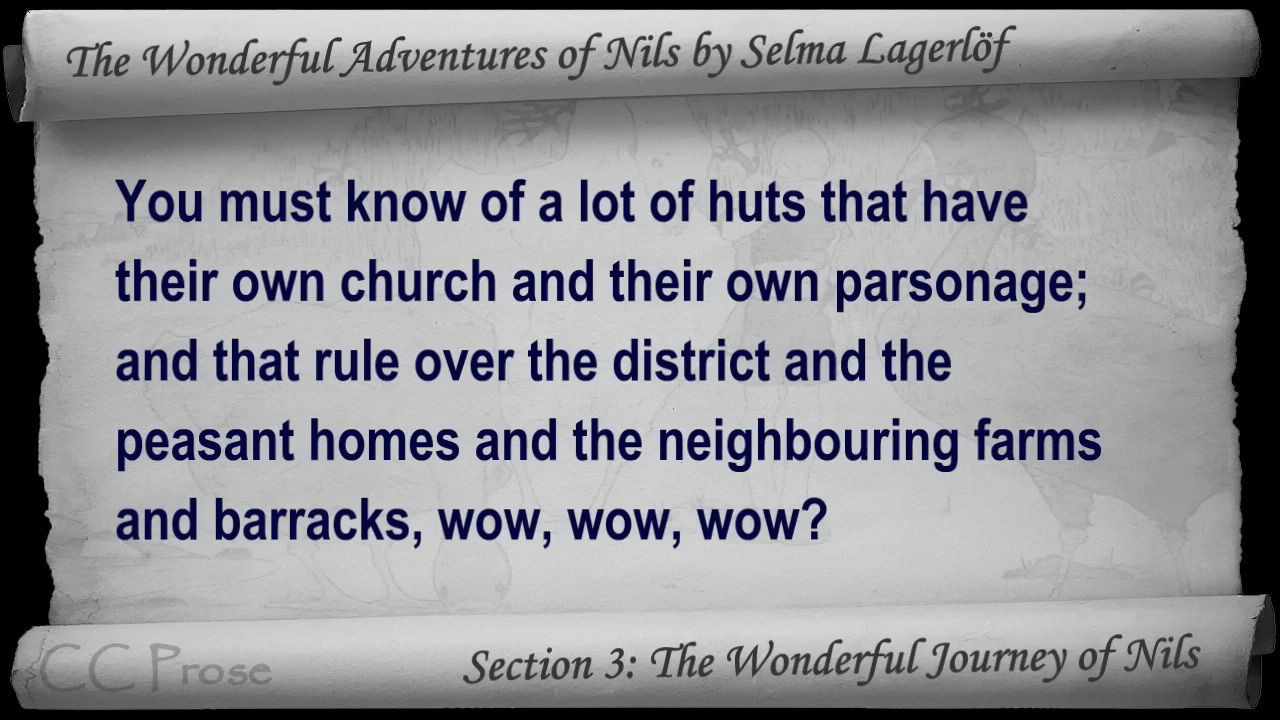 The Wonderful Adventures of Nils by Selma Lagerlöf
You must know of a lot of huts that have
their own church and their own parsonage;
and that rule over the district and the
peasant homes and the neighbouring farms
and barracks, wow, wow, wow?
CC Prose
Section 3: The Wonderful Journey of Nils